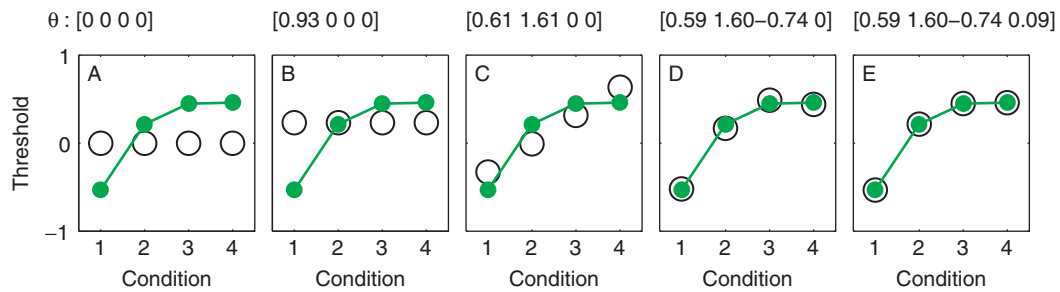 θ : [0 0 0 0] [0.93 0 0 0] [0.61 1.61 0 0] [0.59 1.60−0.74 0] [0.59 1.60−0.74 0.09]
1 A B C D E
0
−1
Threshold
1 2 3 4 1 2 3 4 1 2 3 4 1 2 3 4 1 2 3 4
Condition Condition Condition Condition Condition